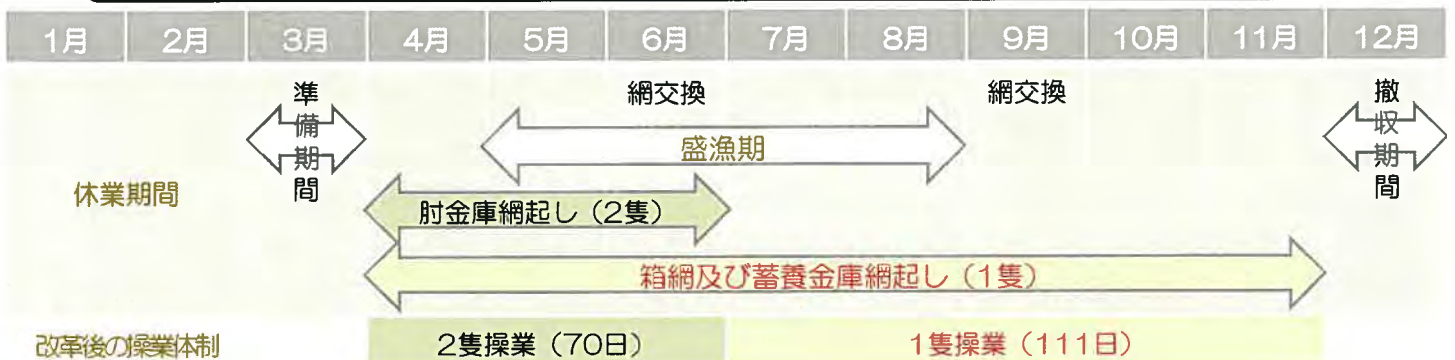 1月 2月 3月 4月 5月 6月 7月 8月 9月 10月 11月 12月
準備期間
網交換
網交換
撤収期間
盛漁期
休業期間
肘金庫網起し（2隻）
箱網及び蓄養金庫網起し（1隻）
改革後の操業体制 2隻操業（70日） 1隻操業（111日）